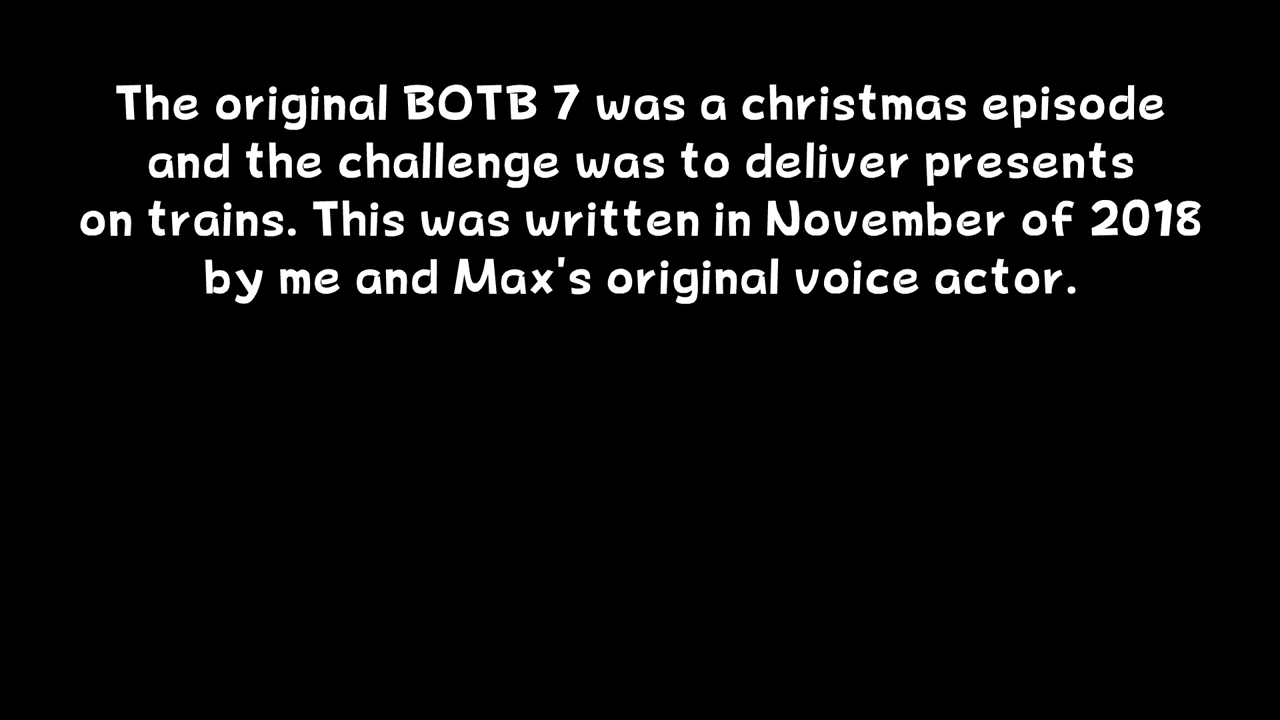 The original BOTB 7 was a christmas episode
and the challenge was to deliver presents
on trains. This was written in November of 2018
by me and Max's original voice actor.